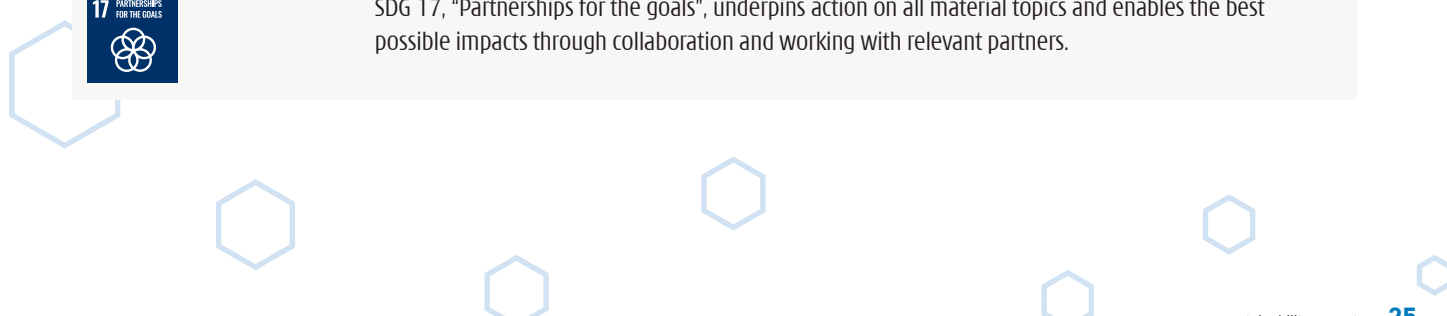 17 PARTNERSHIPS
FOR THE GOALS
SDG 17, “Partnerships for the goals”, underpins action on all material topics and enables the best
possible impacts through collaboration and working with relevant partners.
25